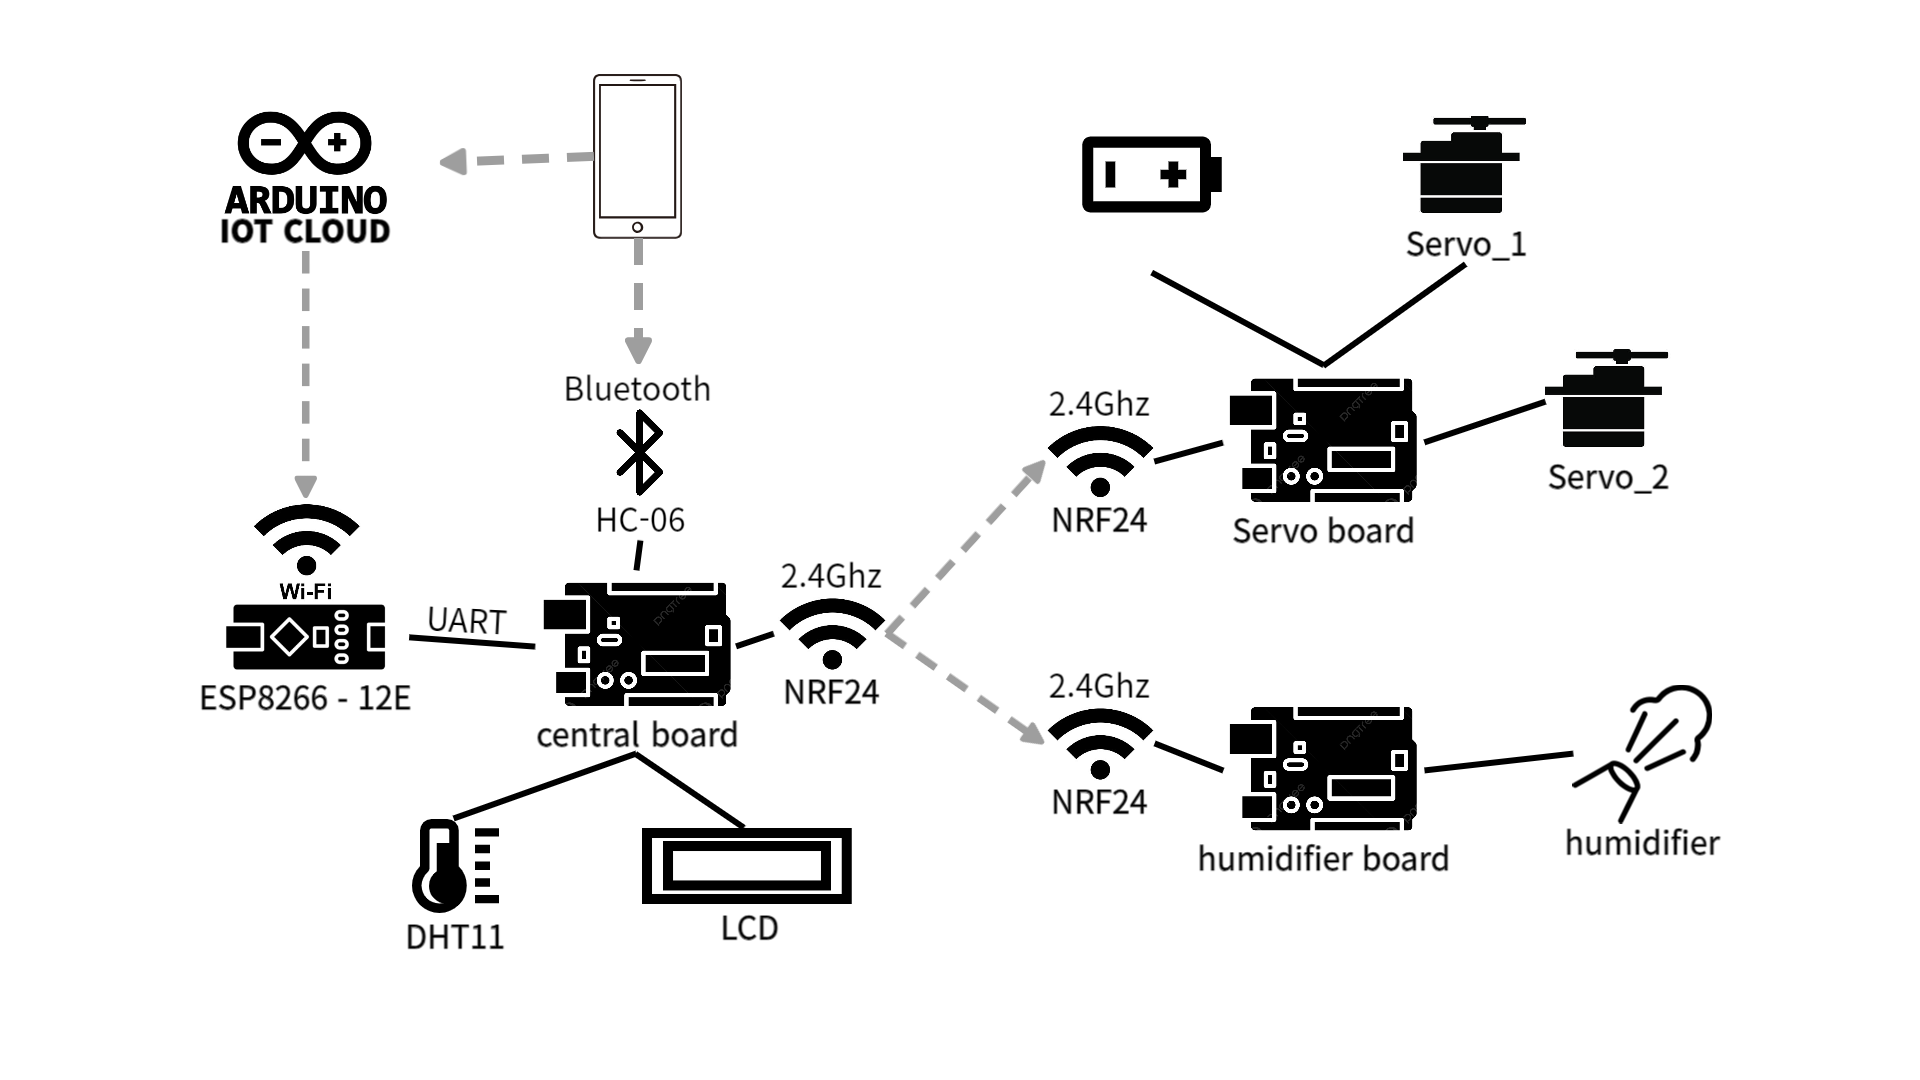 ARDUINO
IOT CLOUD
Servo_1
Bluetooth
2.4Ghz
Servo_2
HC-06
NRF24
Servo board
Wi-Fi
2.4Ghz
UART
ESP8266 - 12E
NRF24
central board
2.4Ghz
NRF24
humidifier board
humidifier
DHT11
LCD